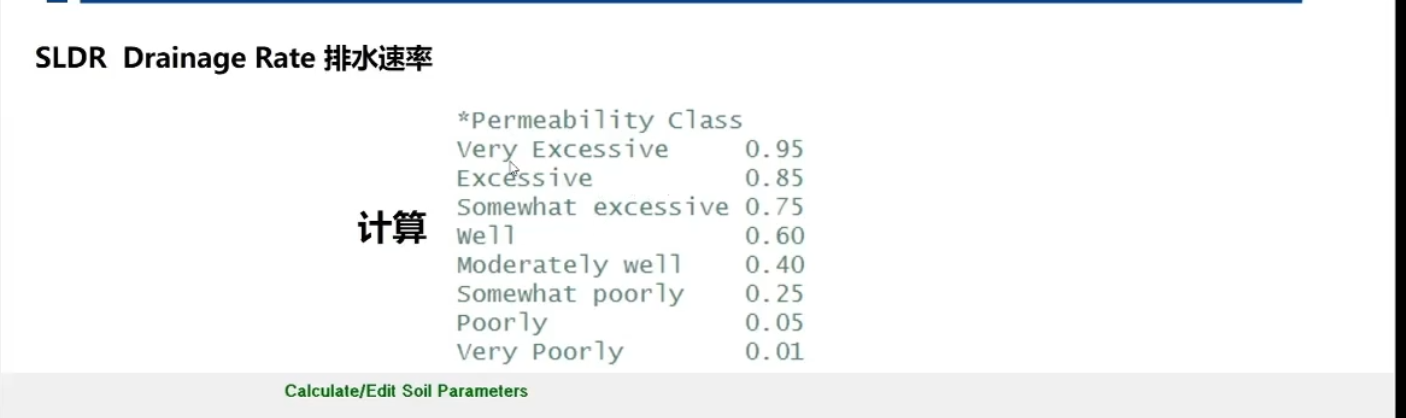 SLDR Drainage Rate 排水速率
*Permeability Class
Very Excessive 0.95
Excessive 0.85
Somewhat excessive 0.75
计算
Well 0.60
Moderately well 0.40
Somewhat poorly 0.25
Poorly 0.05
Very Poorly 0.01
Calculate/Edit Soil Parameters